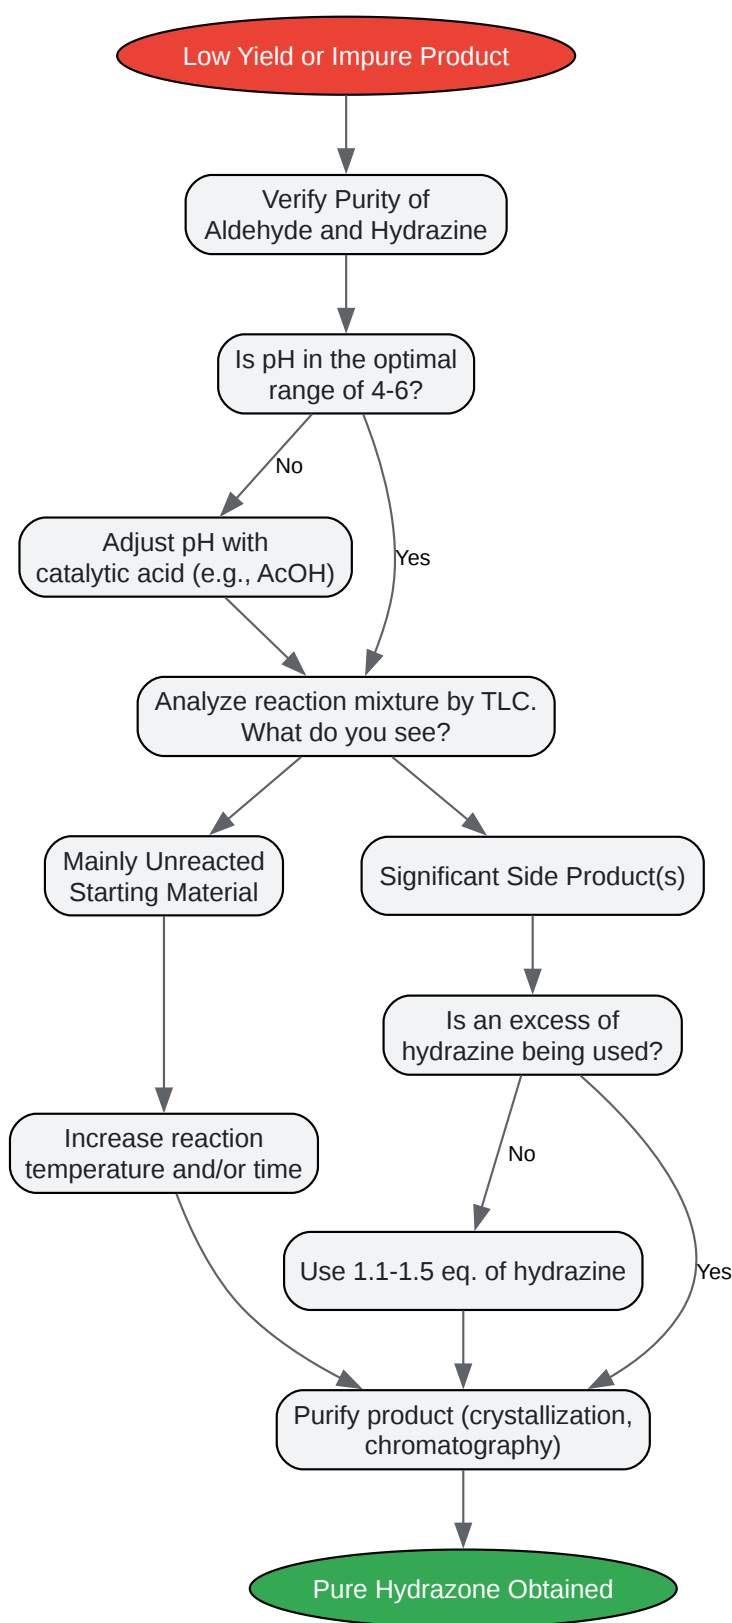 Low Yield or Impure Product
Verify Purity of
Aldehyde and Hydrazine
Is pH in the optimal
range of 4-6?
No
Adjust pH with
catalytic acid (e.g., AcOH)
Yes
Analyze reaction mixture by TLC.
What do you see?
Mainly Unreacted
Starting Material
Significant Side Product(s)
Is an excess of
hydrazine being used?
Increase reaction
temperature and/or time
No
Use 1.1-1.5 eq. of hydrazine
Yes
Purify product (crystallization,
chromatography)
Pure Hydrazone Obtained